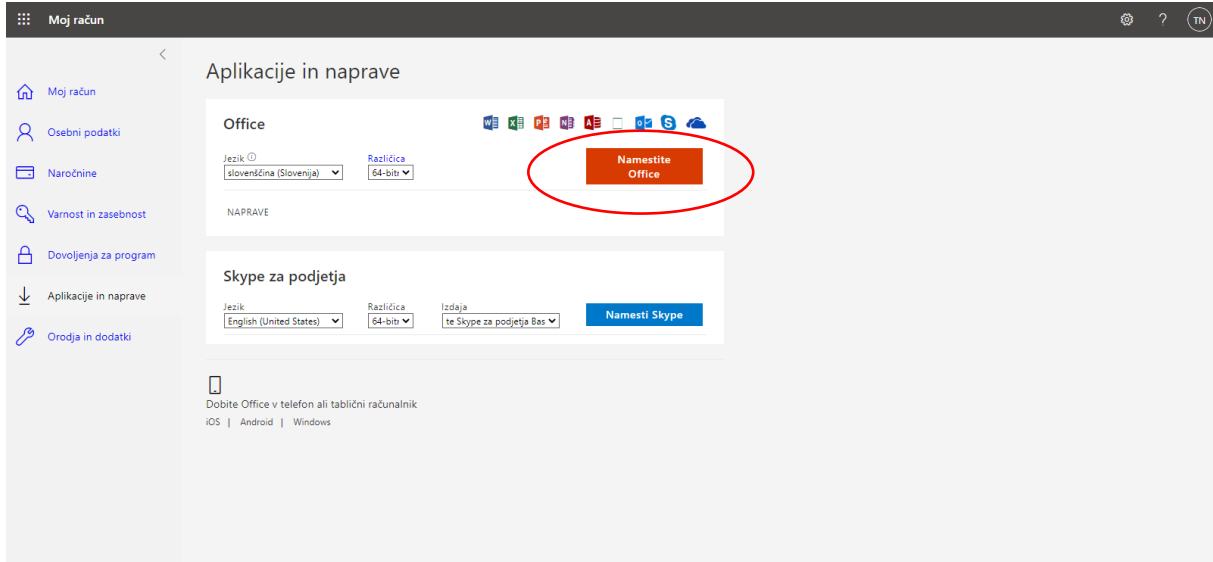 Moj račun
?
TN
Moj račun
Osebni podatki
Naročnine
Varnost in zasebnost
Dovoljenja za program
Aplikacije in naprave
Orodja in dodatki
Aplikacije in naprave
Office
Jezik
Različica
slovenščina (Slovenija)
64-bitr
Namestite
Office
NAPRAVE
Skype za podjetja
Jezik
Različica
Izdaja
English (United States)
64-bitr
te Skype za podjetja Bas
Namesti Skype
Dobite Office v telefon ali tablični računalnik
iOS | Android | Windows